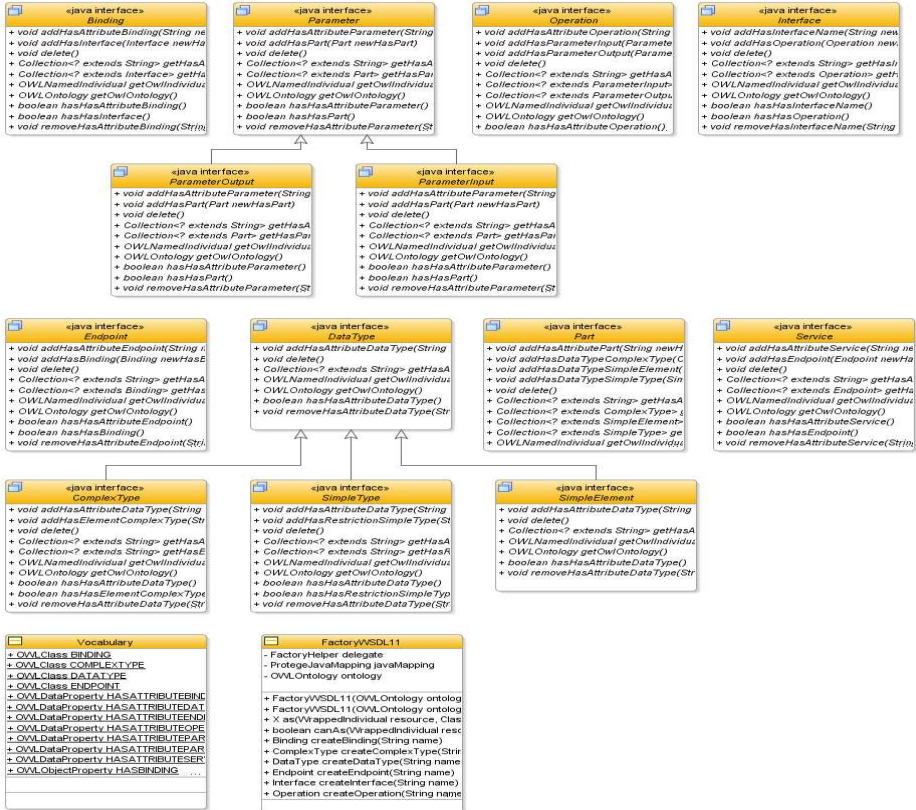 «java interface»
Binding
+ void addHasAttributeBinding(String ne
+ void addHasInterface(Interface newHa
+ void delete()
+ Collection<? extends String> getHasA
+ Collection<? extends Interface> getHa
+ OWLNamedIndividual getOwlIndividua
+ OWLOntology getOwlOntology()
+ boolean hasHasAttributeBinding()
+ boolean hasHasInterface()
+ void removeHasAttributeBinding(String
«java interface»
Parameter
+ void addHasAttributeParameter(String
+ void addHasPart(Part newHasPart)
+ void delete()
+ Collection<? extends String> getHasA
+ Collection<? extends Part> getHasPar
+ OWLNamedIndividual getOwlIndividua
+ OWLOntology getOwlOntology()
+ boolean hasHasAttributeParameter()
+ boolean hasHasPart()
+ void removeHasAttributeParameter(St
«java interface»
Operation
+ void addHasAttributeOperation(String
+ void addHasParameterInput(Paramete
+ void addHasParameterOutput(Parame
+ void delete()
+ Collection<? extends String> getHasA
+ Collection<? extends ParameterInput>
+ Collection<? extends ParameterOutpu
+ OWLNamedIndividual getOwlIndividua
+ OWLOntology getOwlOntology()
+ boolean hasHasAttributeOperation()
«java interface»
Interface
+ void addHasInterfaceName(String new
+ void addHasOperation(Operation new
+ void delete()
+ Collection<? extends String> getHasIr
+ Collection<? extends Operation> getH
+ OWLNamedIndividual getOwlIndividua
+ OWLOntology getOwlOntology()
+ boolean hasHasInterfaceName()
+ boolean hasHasOperation()
+ void removeHasInterfaceName(String
«java interface»
ParameterOutput
+ void addHasAttributeParameter(String
+ void addHasPart(Part newHasPart)
+ void delete()
+ Collection<? extends String> getHasA
+ Collection<? extends Part> getHasPar
+ OWLNamedIndividual getOwlIndividua
+ OWLOntology getOwlOntology()
+ boolean hasHasAttributeParameter()
+ boolean hasHasPart()
+ void removeHasAttributeParameter(St
«java interface»
ParameterInput
+ void addHasAttributeParameter(String
+ void addHasPart(Part newHasPart)
+ void delete()
+ Collection<? extends String> getHasA
+ Collection<? extends Part> getHasPar
+ OWLNamedIndividual getOwlIndividua
+ OWLOntology getOwlOntology()
+ boolean hasHasAttributeParameter()
+ boolean hasHasPart()
+ void removeHasAttributeParameter(St
«java interface»
Endpoint
+ void addHasAttributeEndpoint(String n
+ void addHasBinding(Binding newHasE
+ void delete()
+ Collection<? extends String> getHasA
+ Collection<? extends Binding> getHas
+ OWLNamedIndividual getOwlIndividua
+ OWLOntology getOwlOntology()
+ boolean hasHasAttributeEndpoint()
+ boolean hasHasBinding()
+ void removeHasAttributeEndpoint(Stri
«java interface»
DataType
+ void addHasAttributeDataType(String
+ void delete()
+ Collection<? extends String> getHasA
+ OWLNamedIndividual getOwlIndividua
+ OWLOntology getOwlOntology()
+ boolean hasHasAttributeDataType()
+ void removeHasAttributeDataType(Str
«java interface»
Part
+ void addHasAttributePart(String newH
+ void addHasDataTypeComplexType(C
+ void addHasDataTypeSimpleElement(
+ void addHasDataTypeSimpleType(Sim
+ void delete()
+ Collection<? extends String> getHasA
+ Collection<? extends ComplexType> g
+ Collection<? extends SimpleElement>
+ Collection<? extends SimpleType> ge
+ OWLNamedIndividual getOwlIndividua
«java interface»
Service
+ void addHasAttributeService(String ne
+ void addHasEndpoint(Endpoint newHa
+ void delete()
+ Collection<? extends String> getHasA
+ Collection<? extends Endpoint> getHa
+ OWLNamedIndividual getOwlIndividua
+ OWLOntology getOwlOntology()
+ boolean hasHasAttributeService()
+ boolean hasHasEndpoint()
+ void removeHasAttributeService(String
«java interface»
ComplexType
+ void addHasAttributeDataType(String
+ void addHasElementComplexType(Str
+ void delete()
+ Collection<? extends String> getHasA
+ Collection<? extends String> getHasE
+ OWLNamedIndividual getOwlIndividua
+ OWLOntology getOwlOntology()
+ boolean hasHasAttributeDataType()
+ boolean hasHasElementComplexType
+ void removeHasAttributeDataType(Str
«java interface»
SimpleType
+ void addHasAttributeDataType(String
+ void addHasRestrictionSimpleType(St
+ void delete()
+ Collection<? extends String> getHasA
+ Collection<? extends String> getHasR
+ OWLNamedIndividual getOwlIndividua
+ OWLOntology getOwlOntology()
+ boolean hasHasAttributeDataType()
+ boolean hasHasRestrictionSimpleTyp
+ void removeHasAttributeDataType(Str
«java interface»
SimpleElement
+ void addHasAttributeDataType(String
+ void delete()
+ Collection<? extends String> getHasA
+ OWLNamedIndividual getOwlIndividua
+ OWLOntology getOwlOntology()
+ boolean hasHasAttributeDataType()
+ void removeHasAttributeDataType(Str
Vocabulary
+ OWLClass BINDING
+ OWLClass COMPLEXTYPE
+ OWLClass DATATYPE
+ OWLClass ENDPOINT
+ OWLDataProperty HASATTRIBUTEBIND
+ OWLDataProperty HASATTRIBUTEDAT
+ OWLDataProperty HASATTRIBUTEENDI
+ OWLDataProperty HASATTRIBUTEOPE
+ OWLDataProperty HASATTRIBUTEPAR
+ OWLDataProperty HASATTRIBUTEPAR
+ OWLDataProperty HASATTRIBUTESER
+ OWLObjectProperty HASBINDING ...
FactoryWSDL11
- FactoryHelper delegate
- ProtegeJavaMapping javaMapping
- OWLOntology ontology
+ FactoryWSDL11(OWLOntology ontolog
+ FactoryWSDL11(OWLOntology ontolog
+ X as(WrappedIndividual resource, Clas
+ boolean canAs(WrappedIndividual resc
+ Binding createBinding(String name)
+ ComplexType createComplexType(Strir
+ DataType createDataType(String name
+ Endpoint createEndpoint(String name)
+ Interface createInterface(String name)
+ Operation createOperation(String name